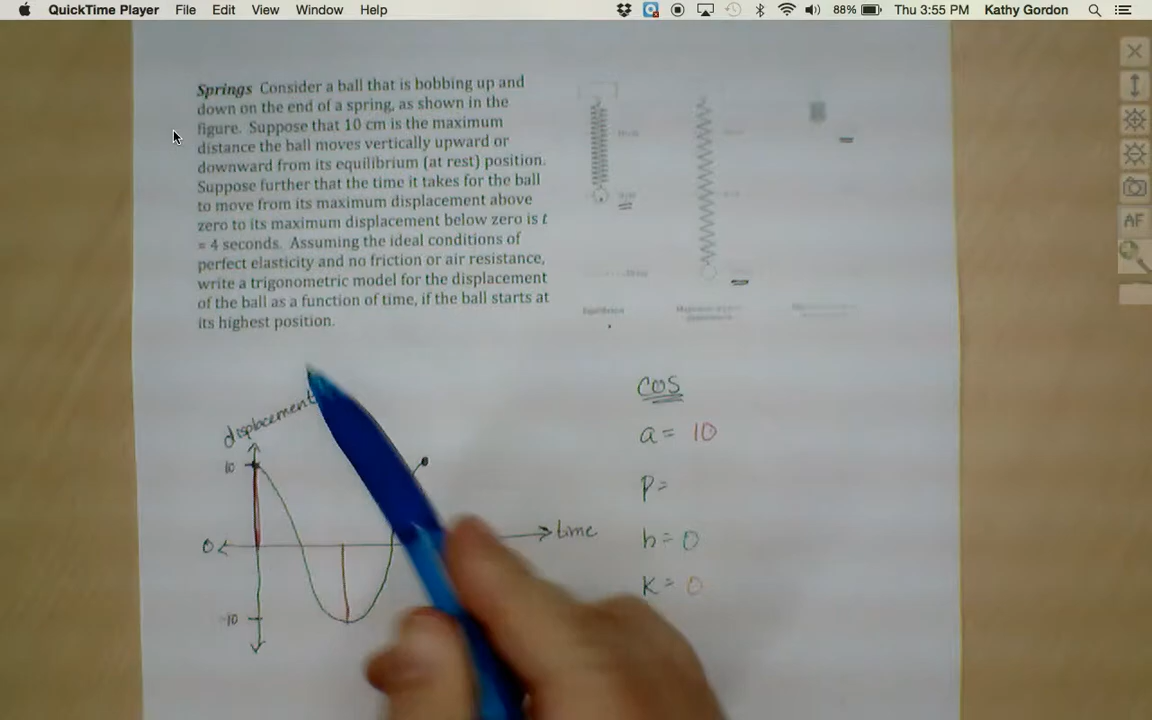 QuickTime Player File Edit View Window Help 88% Thu 3:55 PM Kathy Gordon
Springs Consider a ball that is bobbing up and
down on the end of a spring, as shown in the
figure. Suppose that 10 cm is the maximum
distance the ball moves vertically upward or
downward from its equilibrium (at rest) position.
Suppose further that the time it takes for the ball
to move from its maximum displacement above
zero to its maximum displacement below zero is t
= 4 seconds. Assuming the ideal conditions of
perfect elasticity and no friction or air resistance,
write a trigonometric model for the displacement
of the ball as a function of time, if the ball starts at
its highest position.
AF
Equilibrium
displacement
10
0
-10
time
cos
a = 10
p=
h = 0
k = 0